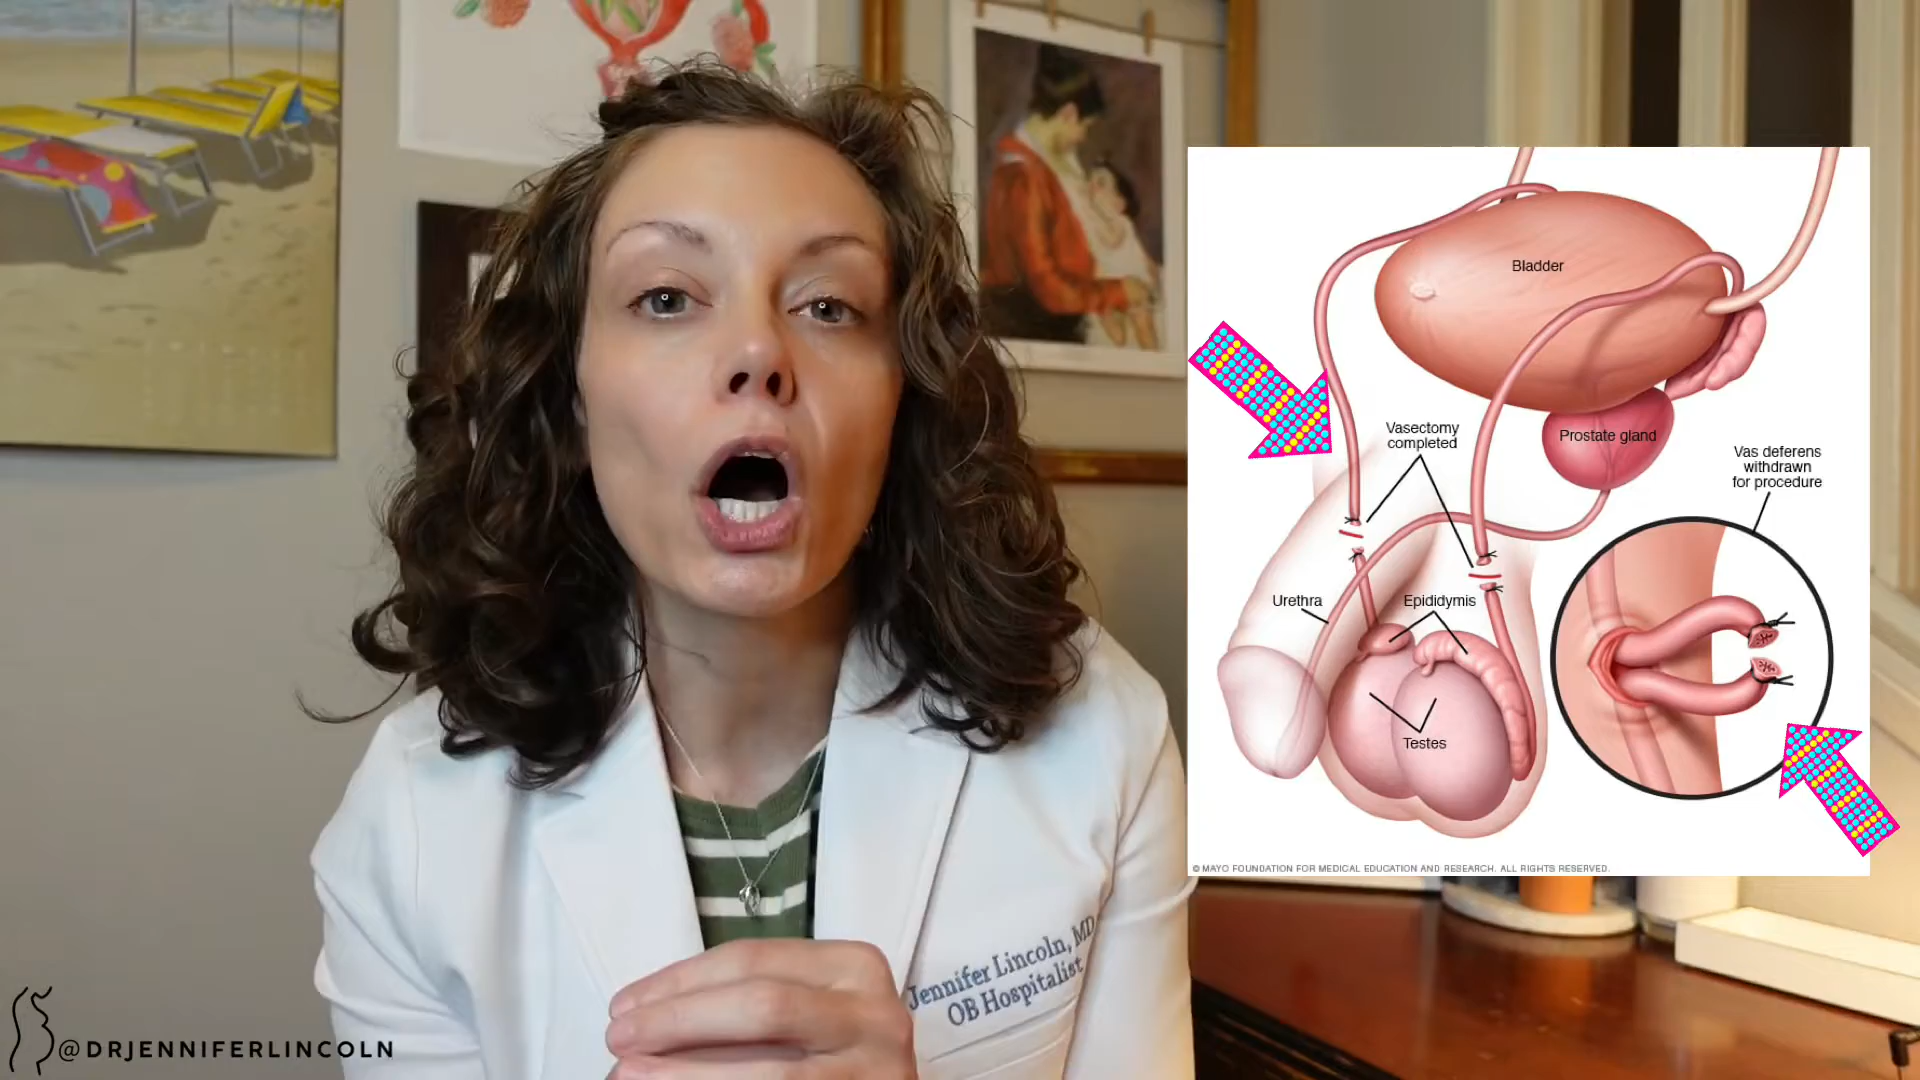 Bladder
Prostate gland
Vasectomy
completed
Vas deferens
withdrawn
for procedure
Urethra
Epididymis
Testes
© MAYO FOUNDATION FOR MEDICAL EDUCATION AND RESEARCH. ALL RIGHTS RESERVED.
Jennifer Lincoln, MD
OB Hospitalist
@DRJENNIFERLINCOLN